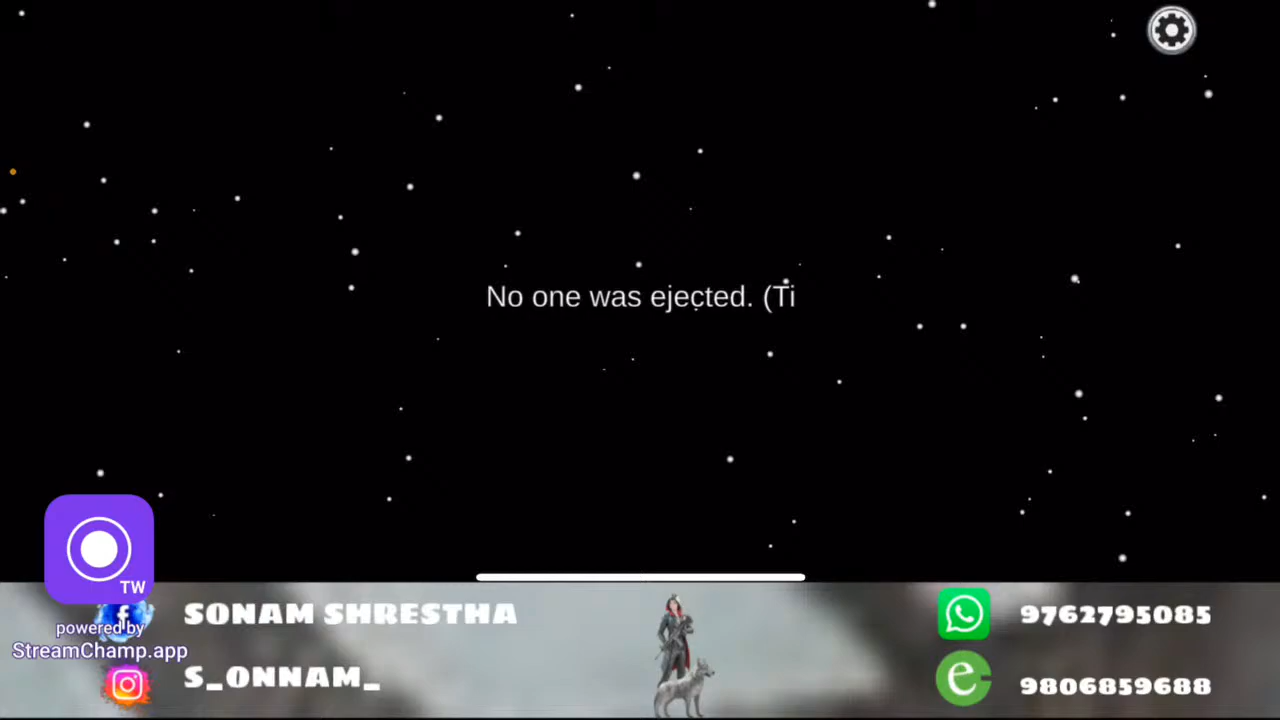 No one was ejected. (Ti
TW
SONAM SHRESTHA
9762795085
powered by
StreamChamp.app
S_ONNAM_
9806859688